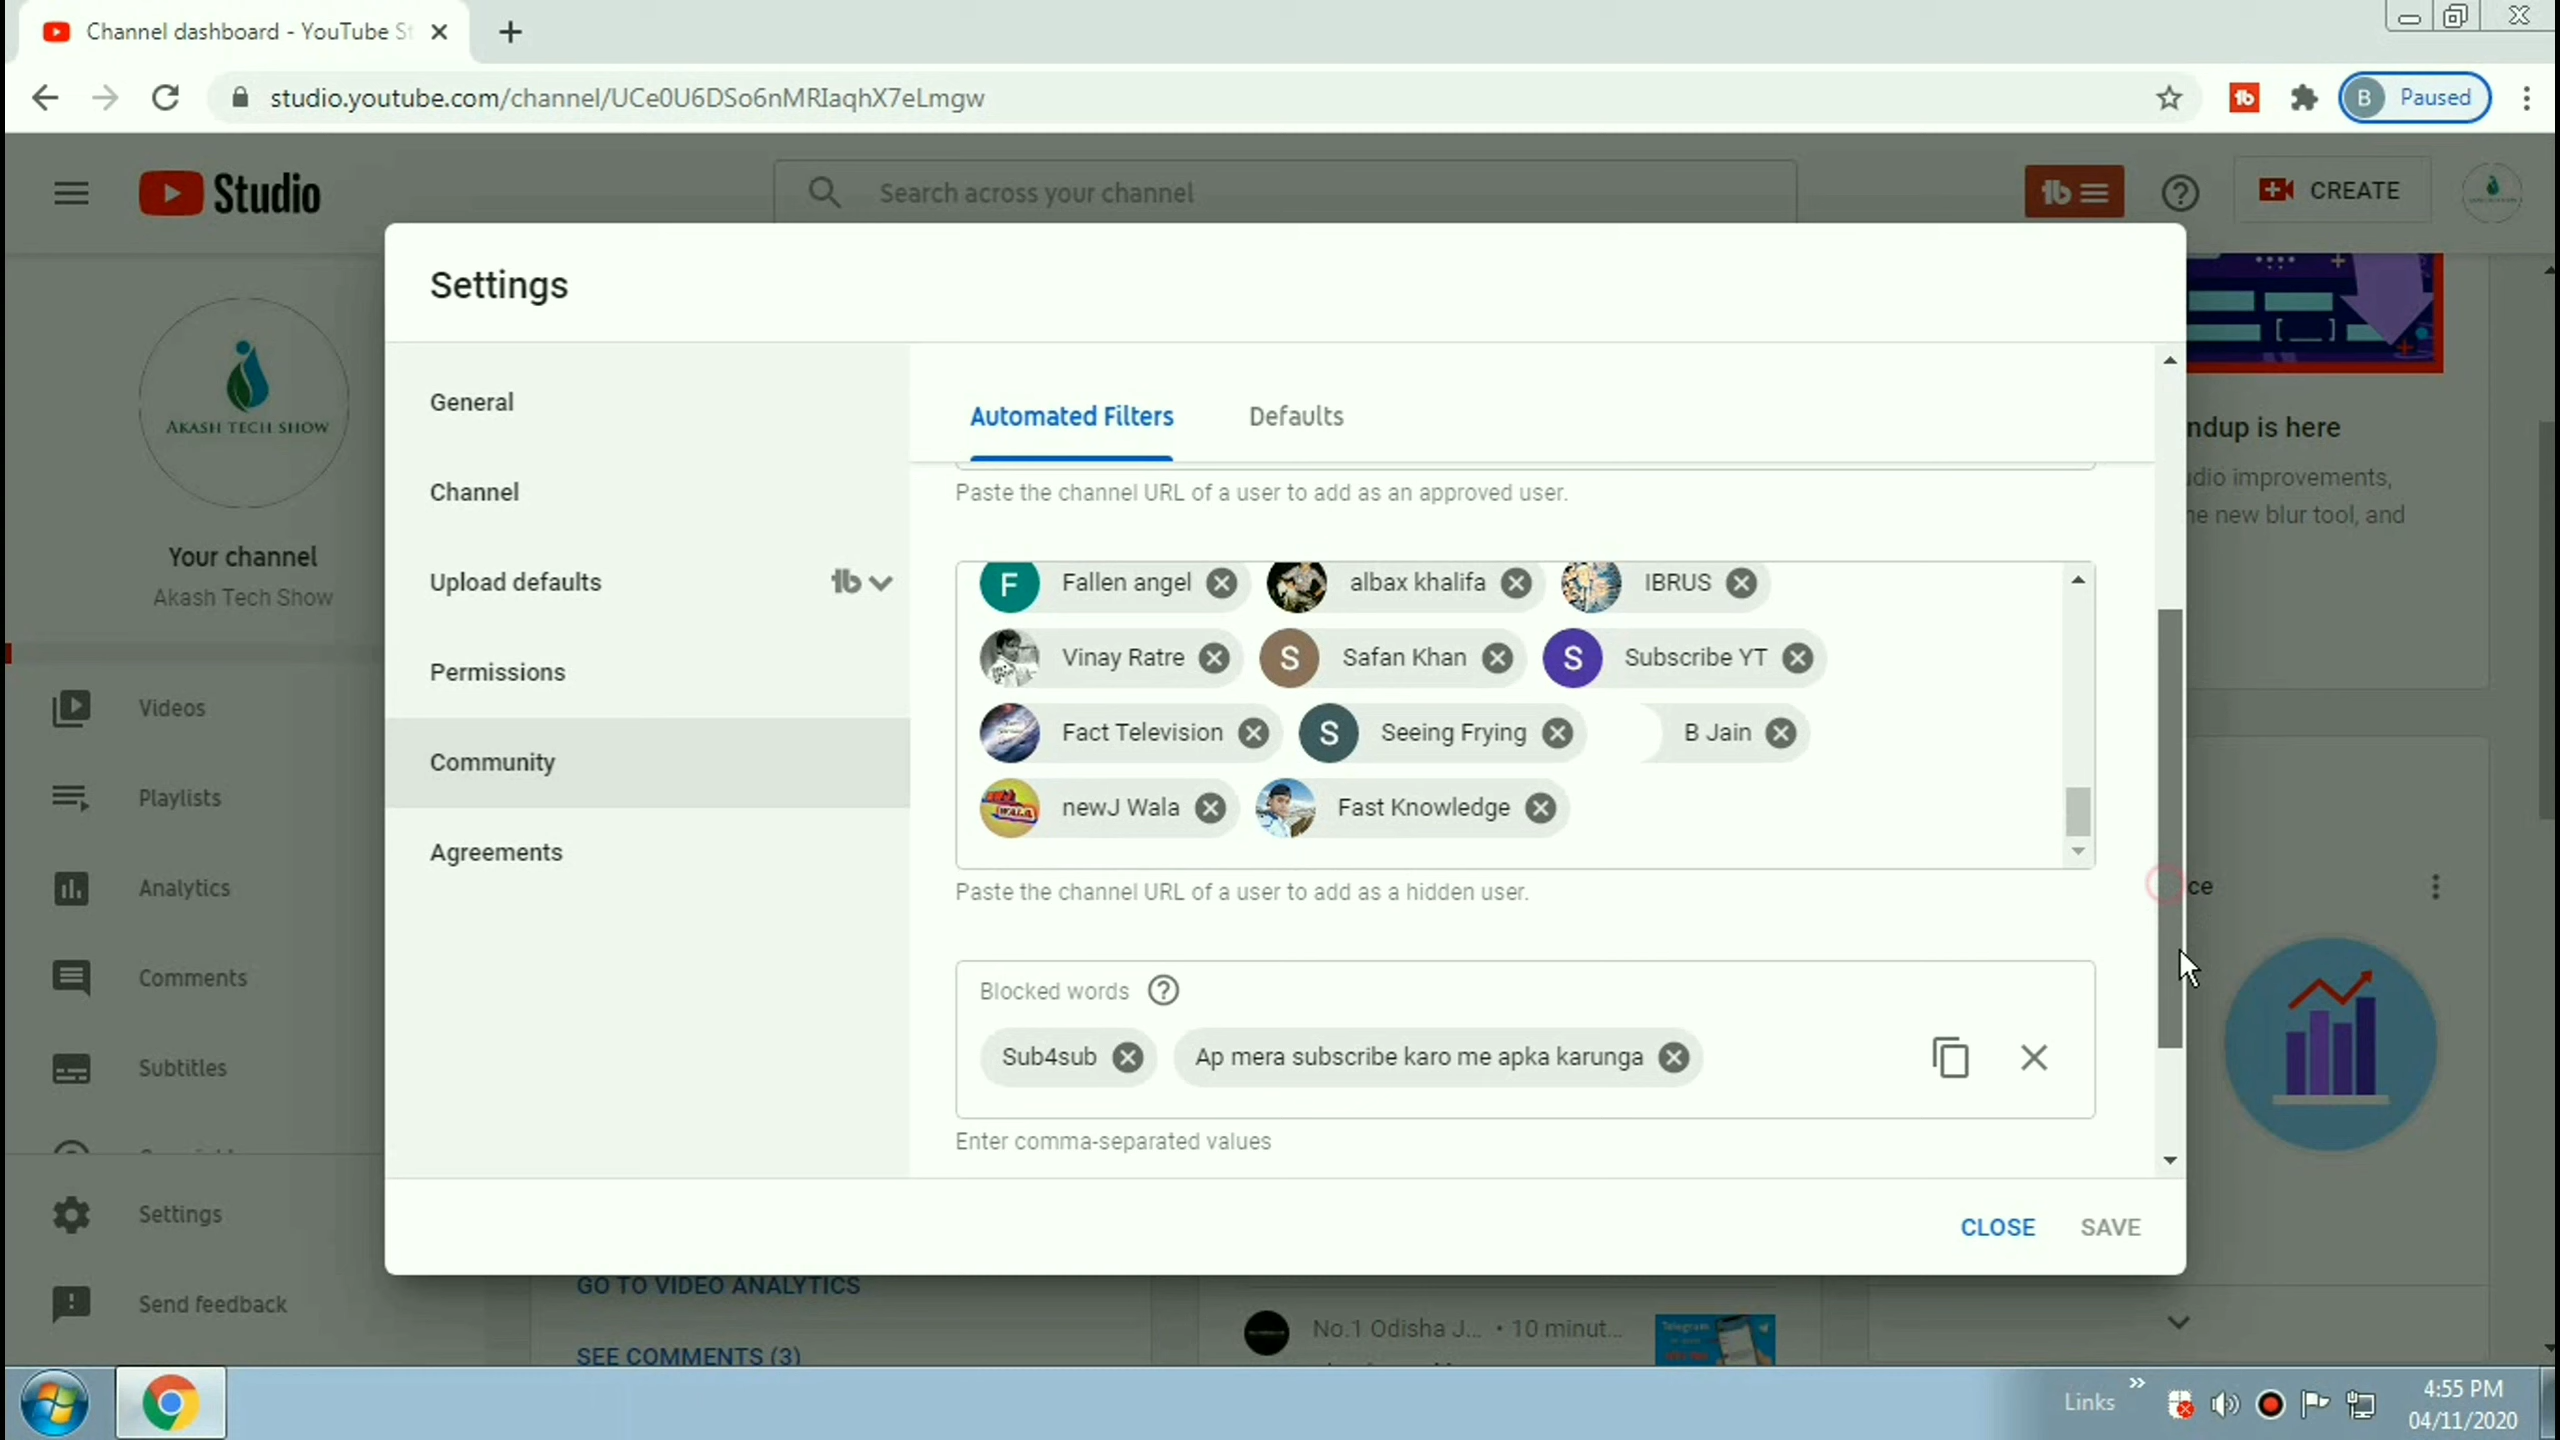 Channel dashboard - YouTube St
studio.youtube.com/channel/UCe0U6DSo6nMRIaqhX7eLmgw
B Paused
Studio
Search across your channel
CREATE
Settings
AKASH TECH SHOW
Your channel
Akash Tech Show
Videos
Playlists
Analytics
Comments
Subtitles
Settings
Send feedback
General
Channel
Upload defaults
Permissions
Community
Agreements
Automated Filters
Defaults
Paste the channel URL of a user to add as an approved user.
F Fallen angel albax khalifa IBRUS
Vinay Ratre S Safan Khan S Subscribe YT
Fact Television S Seeing Frying B Jain
newJ Wala Fast Knowledge
Paste the channel URL of a user to add as a hidden user.
Blocked words
Sub4sub Ap mera subscribe karo me apka karunga
Enter comma-separated values
CLOSE SAVE
ndup is here
dio improvements,
he new blur tool, and
ce
GO TO VIDEO ANALYTICS
SEE COMMENTS (3)
No.1 Odisha J... • 10 minut...
Telegram
Links
4:55 PM
04/11/2020